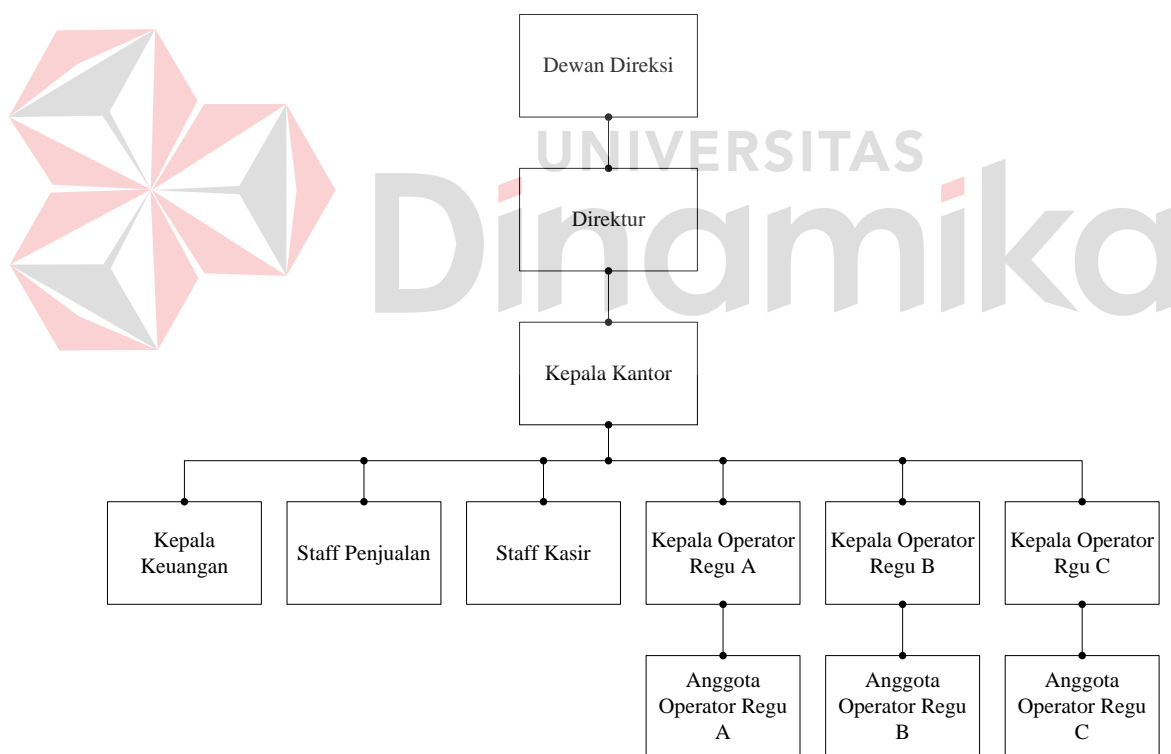 Dewan Direksi
UNIVERSITAS
Dinamika
Direktur
Kepala Kantor
Kepala
Keuangan
Staff Penjualan
Staff Kasir
Kepala Operator
Regu A
Kepala Operator
Regu B
Kepala Operator
Rgu C
Anggota
Operator Regu
A
Anggota
Operator Regu
B
Anggota
Operator Regu
C